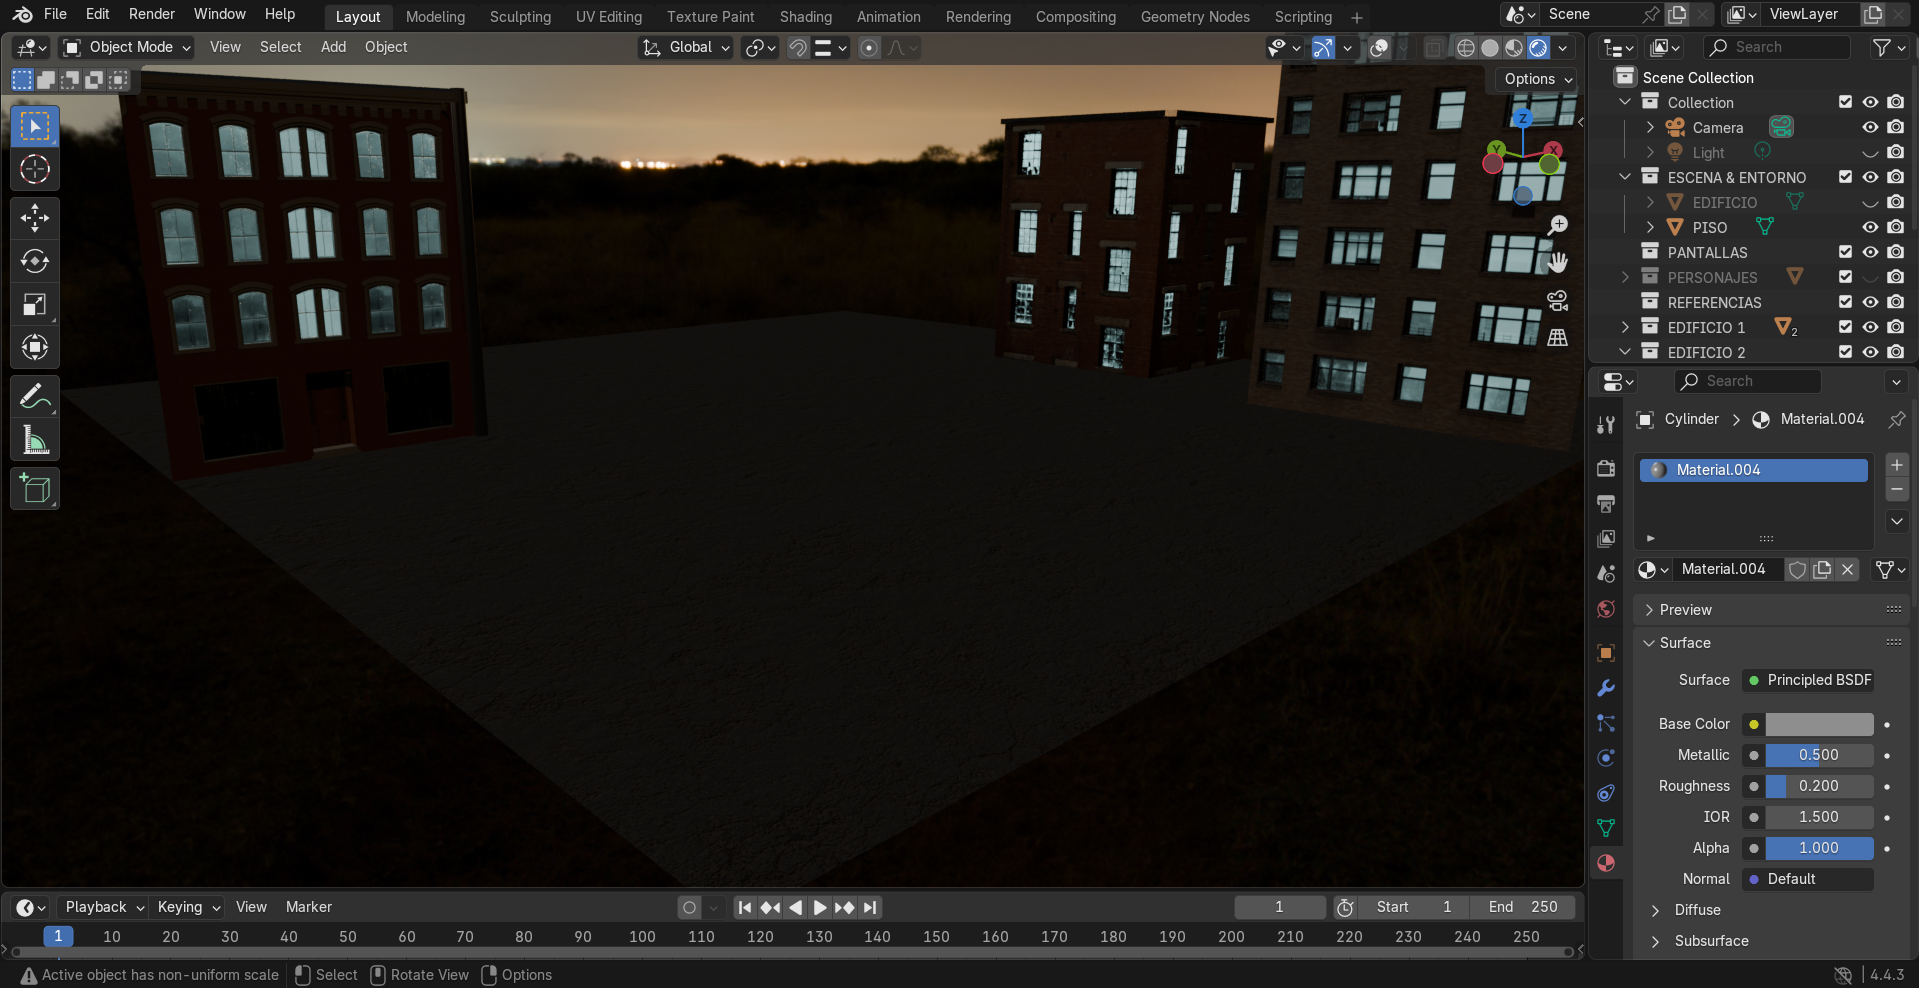 File Edit Render Window Help Layout Modeling Sculpting UV Editing Texture Paint Shading Animation Rendering Compositing Geometry Nodes Scripting + Scene ViewLayer
Object Mode View Select Add Object Global Search
Options
Z
Y X
Scene Collection
Collection
Camera
Light
ESCENA & ENTORNO
EDIFICIO
PISO
PANTALLAS
PERSONAJES
REFERENCIAS
EDIFICIO 1 2
EDIFICIO 2
Search
Cylinder > Material.004
Material.004
Material.004
Preview
Surface
Surface Principled BSDF
Base Color
Metallic 0.500
Roughness 0.200
IOR 1.500
Alpha 1.000
Normal Default
Diffuse
Subsurface
Playback Keying View Marker 1 Start 1 End 250
1 10 20 30 40 50 60 70 80 90 100 110 120 130 140 150 160 170 180 190 200 210 220 230 240 250
Active object has non-uniform scale Select Rotate View Options 4.4.3